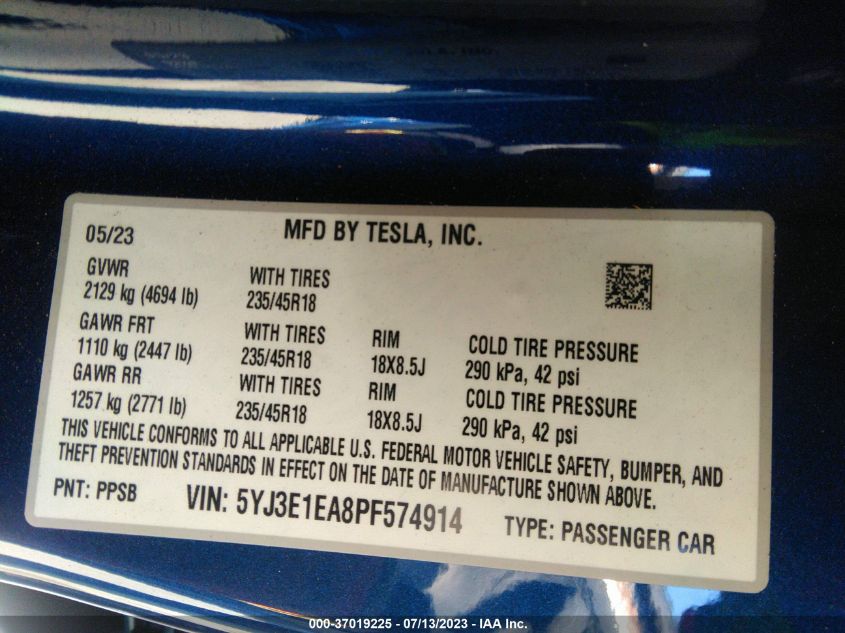 05/23 MFD BY TESLA, INC.
GVWR WITH TIRES
2129 kg (4694 lb) 235/45R18
GAWR FRT WITH TIRES RIM COLD TIRE PRESSURE
1110 kg (2447 lb) 235/45R18 18X8.5J 290 kPa, 42 psi
GAWR RR WITH TIRES RIM COLD TIRE PRESSURE
1257 kg (2771 lb) 235/45R18 18X8.5J 290 kPa, 42 psi
THIS VEHICLE CONFORMS TO ALL APPLICABLE U.S. FEDERAL MOTOR VEHICLE SAFETY, BUMPER, AND
THEFT PREVENTION STANDARDS IN EFFECT ON THE DATE OF MANUFACTURE SHOWN ABOVE.
PNT: PPSB VIN: 5YJ3E1EA8PF574914 TYPE: PASSENGER CAR
000-37019225 - 07/13/2023 - IAA Inc.